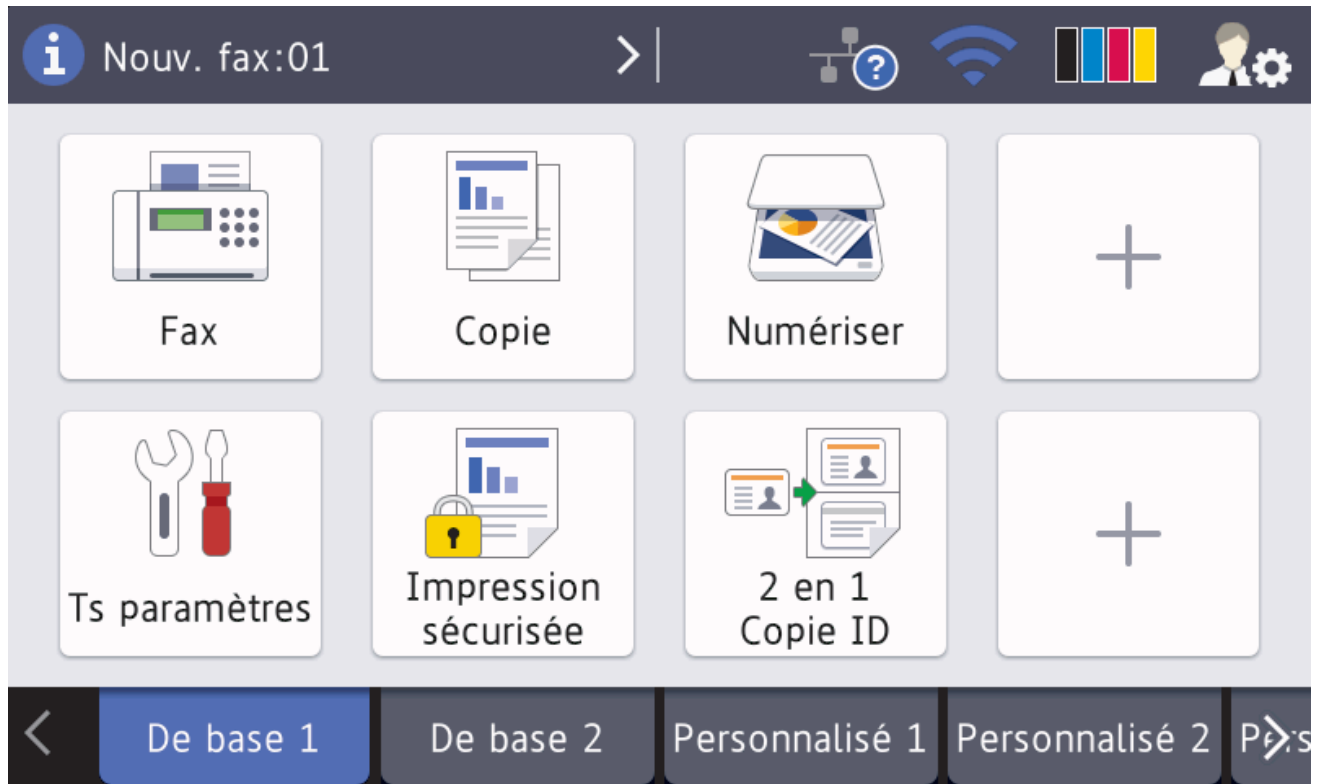 Nouv. fax:01
Fax
Copie
Numériser
Ts paramètres
Impression
sécurisée
2 en 1
Copie ID
De base 1
De base 2
Personnalisé 1
Personnalisé 2